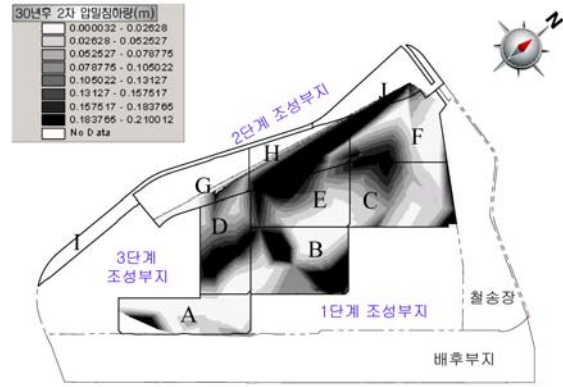 30년후 2차 압밀침하량(m)
0.000032 - 0.02628
0.02628 - 0.052527
0.052527 - 0.078775
0.078775 - 0.105022
0.105022 - 0.13127
0.13127 - 0.157517
0.157517 - 0.183765
0.183765 - 0.210012
No Data
J
2단계 조성부지
F
H
G
E
C
D
I
B
3단계
조성부지
A
1단계 조성부지
철송장
배후부지